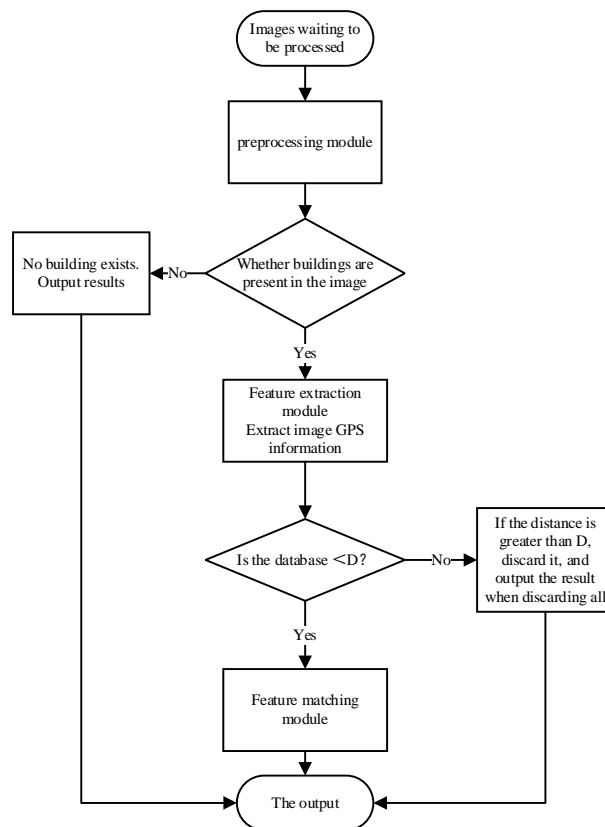 Images waiting to
be processed
preprocessing module
No building exists.
Output results
No
Whether buildings are
present in the image
Yes
Feature extraction
module
Extract image GPS
information
Is the database <D?
No
If the distance is
greater than D,
discard it, and
output the result
when discarding all
Yes
Feature matching
module
The output